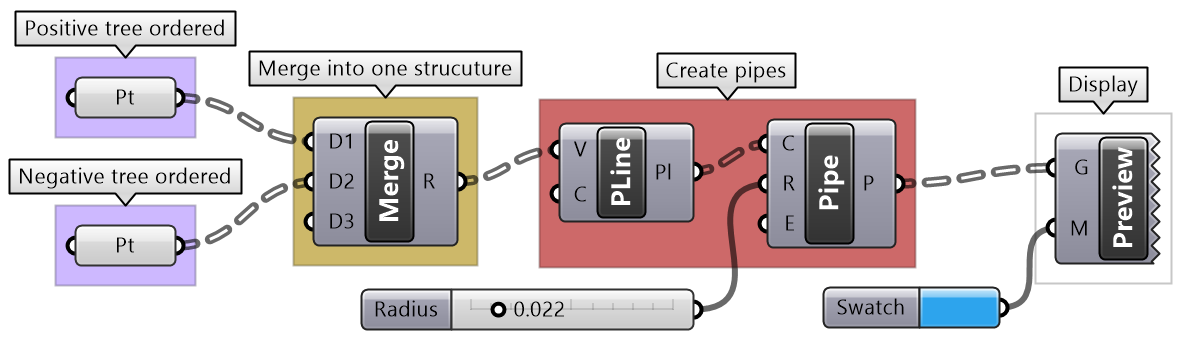 Positive tree ordered
Pt
Negative tree ordered
Pt
Merge into one strucuture
D1
D2
D3
Merge
R
Create pipes
V
C
PLine
Pl
C
R
E
Pipe
P
Display
G
M
Preview
Radius
0.022
Swatch